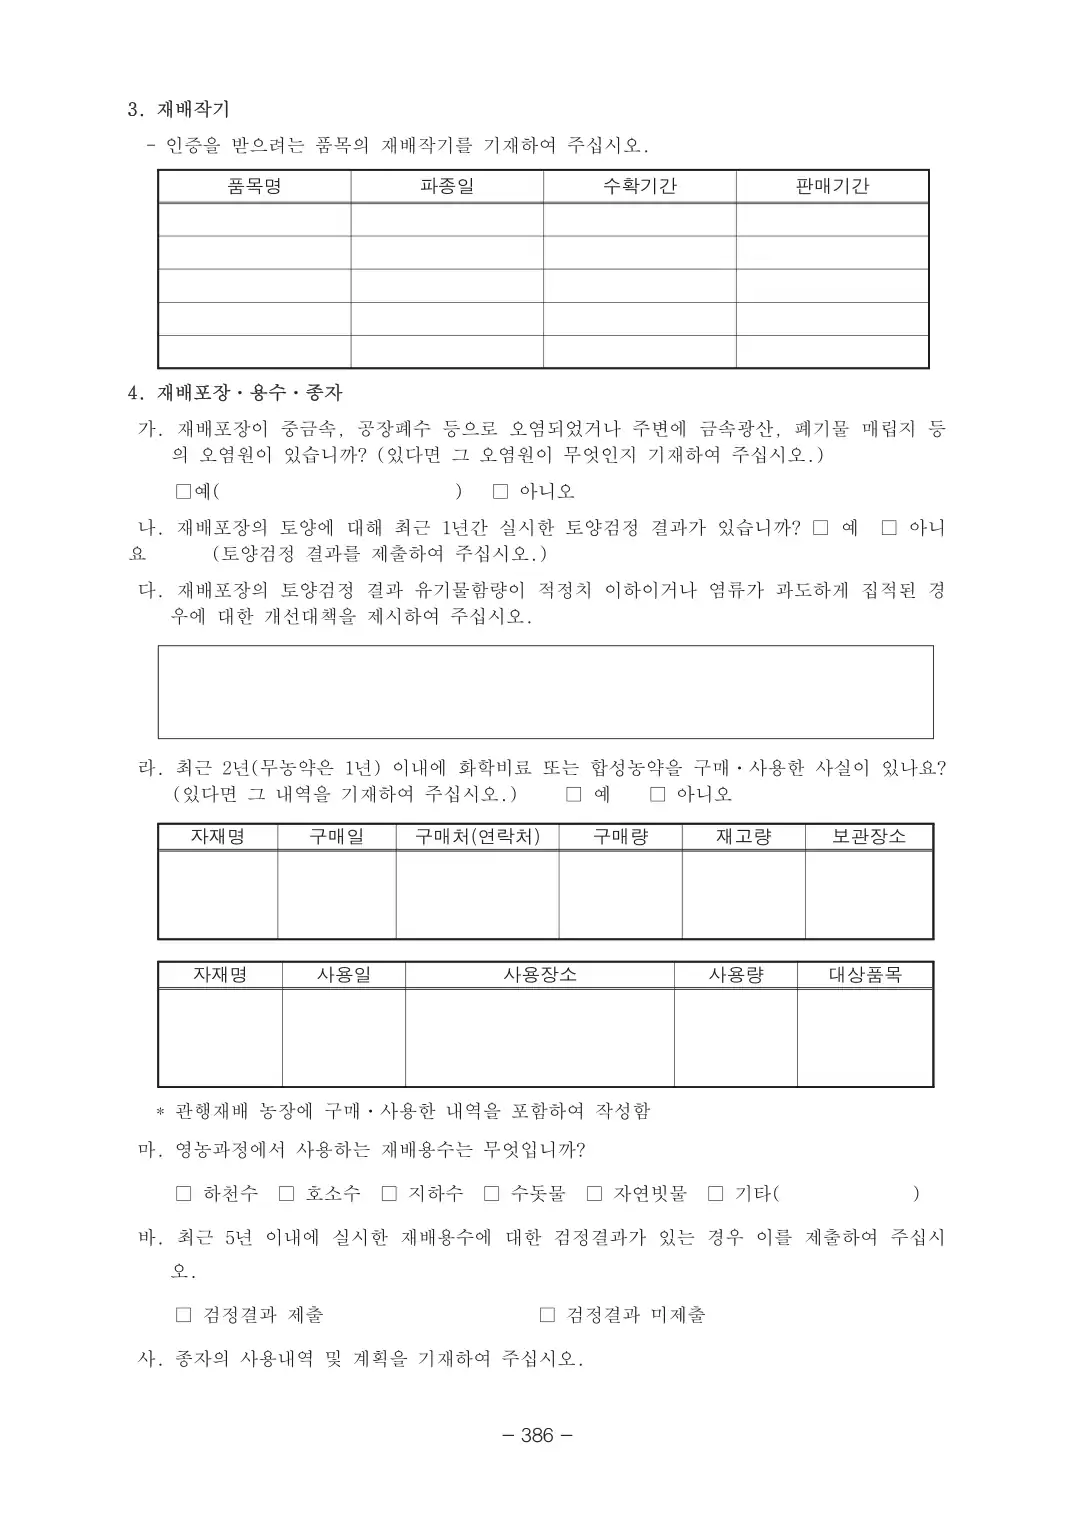 3. 재배작기
- 인증을 받으려는 품목의 재배작기를 기재하여 주십시오.
품목명 파종일 수확기간 판매기간
4. 재배포장·용수·종자
가. 재배포장이 중금속, 공장폐수 등으로 오염되었거나 주변에 금속광산, 폐기물 매립지 등
의 오염원이 있습니까? (있다면 그 오염원이 무엇인지 기재하여 주십시오.)
□예( ) □ 아니오
나. 재배포장의 토양에 대해 최근 1년간 실시한 토양검정 결과가 있습니까? □ 예 □ 아니
요 (토양검정 결과를 제출하여 주십시오.)
다. 재배포장의 토양검정 결과 유기물함량이 적정치 이하이거나 염류가 과도하게 집적된 경
우에 대한 개선대책을 제시하여 주십시오.
라. 최근 2년(무농약은 1년) 이내에 화학비료 또는 합성농약을 구매·사용한 사실이 있나요?
(있다면 그 내역을 기재하여 주십시오.) □ 예 □ 아니오
자재명 구매일 구매처(연락처) 구매량 재고량 보관장소
자재명 사용일 사용장소 사용량 대상품목
* 관행재배 농장에 구매·사용한 내역을 포함하여 작성함
마. 영농과정에서 사용하는 재배용수는 무엇입니까?
□ 하천수 □ 호소수 □ 지하수 □ 수돗물 □ 자연빗물 □ 기타( )
바. 최근 5년 이내에 실시한 재배용수에 대한 검정결과가 있는 경우 이를 제출하여 주십시
오.
□ 검정결과 제출 □ 검정결과 미제출
사. 종자의 사용내역 및 계획을 기재하여 주십시오.
- 386 -